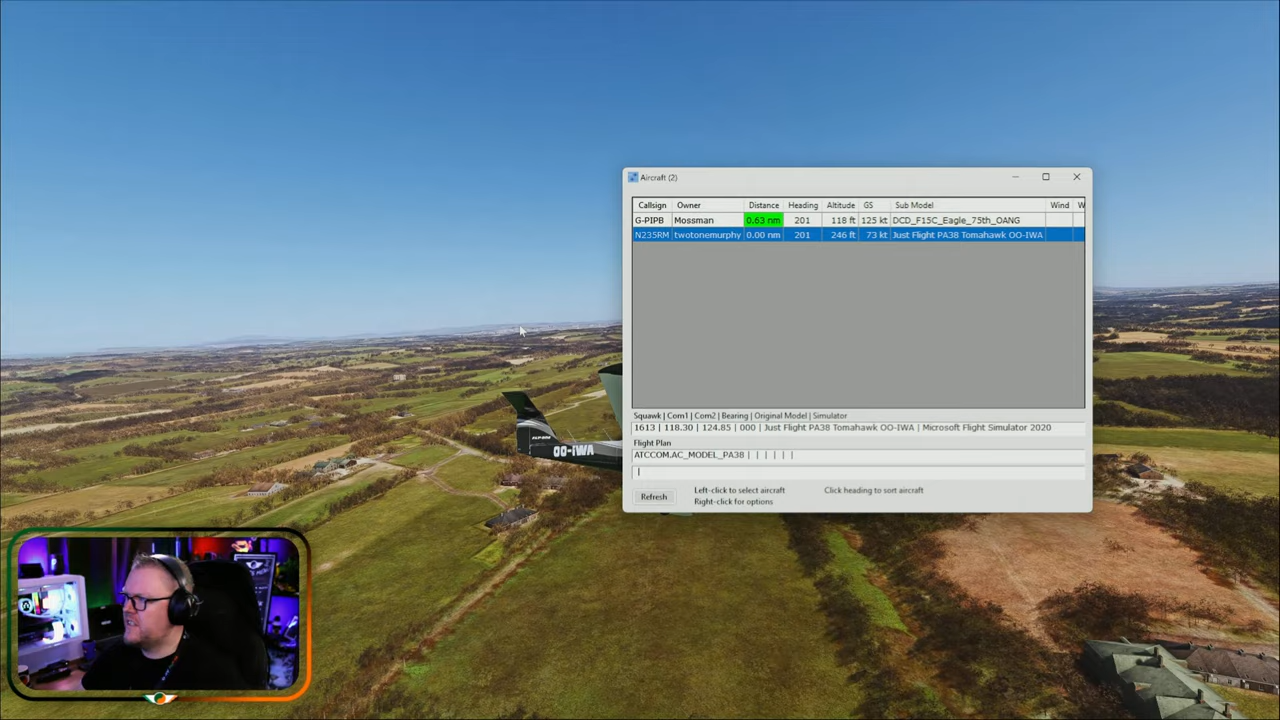 Aircraft (2)
Callsign Owner Distance Heading Altitude GS Sub Model Wind W
G-PIPB Mossman 0.63 nm 201 118 ft 125 kt DCD_F15C_Eagle_75th_OANG
N235RM twotonemurphy 0.00 nm 201 246 ft 73 kt Just Flight PA38 Tomahawk OO-IWA
Squawk | Com1 | Com2 | Bearing | Original Model | Simulator
1613 | 118.30 | 124.85 | 000 | Just Flight PA38 Tomahawk OO-IWA | Microsoft Flight Simulator 2020
Flight Plan
ATCCOM.AC_MODEL_PA38 | | | | | |
Refresh
Left-click to select aircraft
Right-click for options
Click heading to sort aircraft
OO-IWA